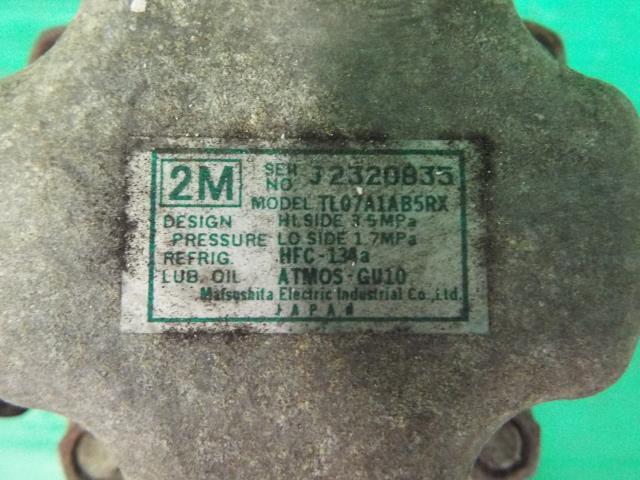 2M SER NO. J2320833
MODEL TL07A1AB5RX
DESIGN HI.SIDE 3.5MPa
PRESSURE LO SIDE 1.7MPa
REFRIG. HFC-134a
LUB. OIL ATMOS-GU10
Matsushita Electric Industrial Co.,Ltd.
JAPAN